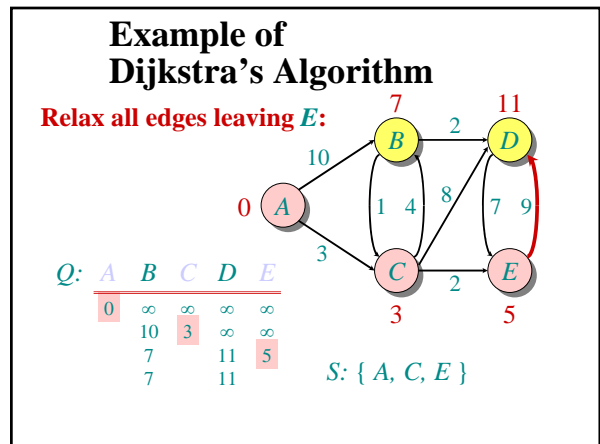 Example of
Dijkstra's Algorithm
Relax all edges leaving E:
7
11
B
2
D
10
0
A
1
4
8
7
9
3
C
2
E
3
5
Q: A B C D E
0 ∞ ∞ ∞ ∞
10 3 ∞ ∞
7 11 5
7 11
S: { A, C, E }